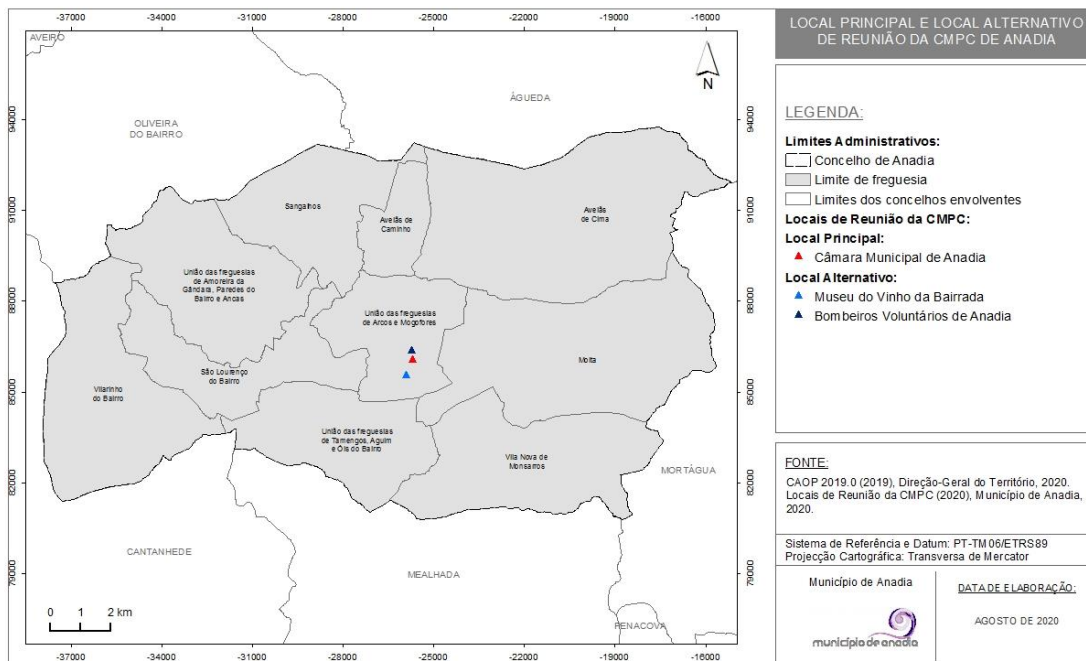 -37000 -34000 -31000 -28000 -25000 -22000 -19000 -16000
AVEIRO
N
ÁGUEDA
OLIVEIRA
DO BAIRRO
94000 94000
Sangalhos
Avelãs de
Caminho
Avelãs
de Cima
91000 91000
União das freguesias
de Amoreira da
Gândara, Paredes do
Bairro e Ancas
88000 88000
União das freguesias
de Arcos e Mogofores
Moita
São Lourenço
do Bairro
Vilarinho
do Bairro
85000 85000
União das freguesias
de Tamengos, Aguim
e Óis do Bairro
Vila Nova de
Monsarros
82000 82000
MORTÁGUA
CANTANHEDE
MEALHADA
79000 79000
0 1 2 km
PENACOVA
-37000 -34000 -31000 -28000 -25000 -22000 -19000 -16000
LOCAL PRINCIPAL E LOCAL ALTERNATIVO
DE REUNIÃO DA CMPC DE ANADIA
LEGENDA:
Limites Administrativos:
Concelho de Anadia
Limite de freguesia
Limites dos concelhos envolventes
Locais de Reunião da CMPC:
Local Principal:
Câmara Municipal de Anadia
Local Alternativo:
Museu do Vinho da Bairrada
Bombeiros Voluntários de Anadia
FONTE:
CAOP 2019.0 (2019), Direção-Geral do Território, 2020.
Locais de Reunião da CMPC (2020), Município de Anadia,
2020.
Sistema de Referência e Datum: PT-TM06/ETRS89
Projecção Cartográfica: Transversa de Mercator
Município de Anadia
município de anadia
DATA DE ELABORAÇÃO:
AGOSTO DE 2020